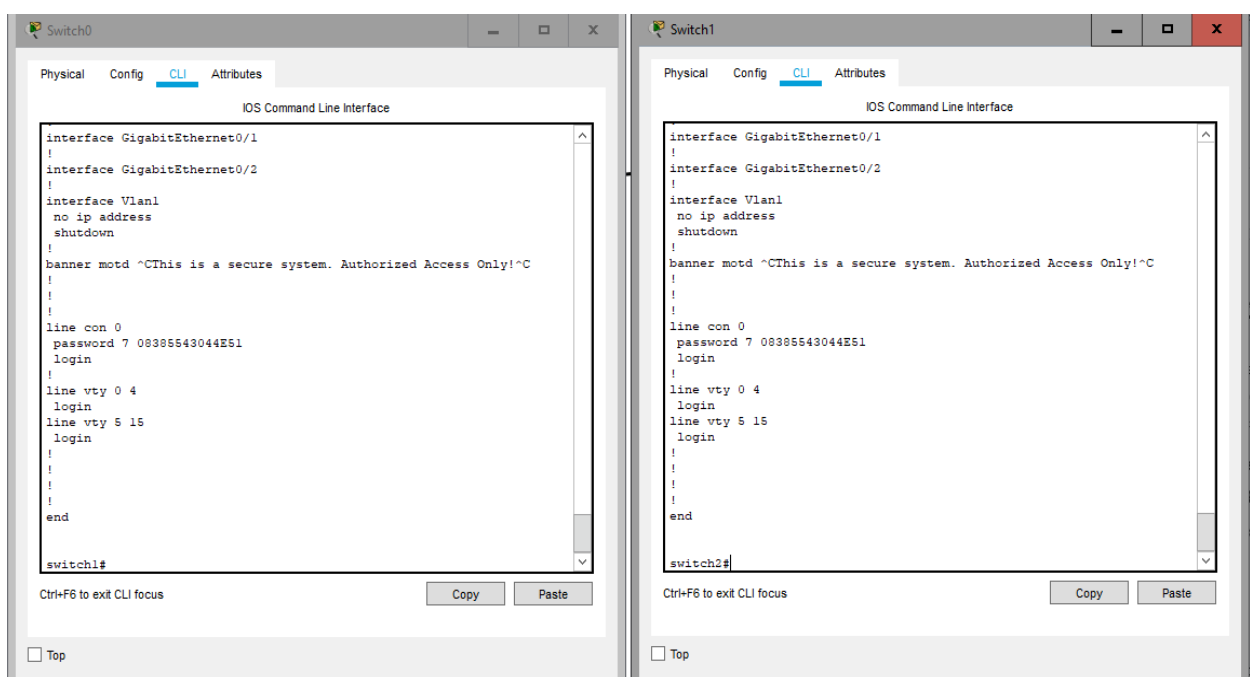 Switch0
Physical Config CLI Attributes
IOS Command Line Interface
interface GigabitEthernet0/1
!
interface GigabitEthernet0/2
!
interface Vlan1
no ip address
shutdown
!
banner motd ^CThis is a secure system. Authorized Access Only!^C
!
!
!
line con 0
password 7 08385543044E51
login
!
line vty 0 4
login
line vty 5 15
login
!
!
!
!
end
switch1#
Ctrl+F6 to exit CLI focus
Copy Paste
Top
Switch1
Physical Config CLI Attributes
IOS Command Line Interface
interface GigabitEthernet0/1
!
interface GigabitEthernet0/2
!
interface Vlan1
no ip address
shutdown
!
banner motd ^CThis is a secure system. Authorized Access Only!^C
!
!
!
line con 0
password 7 08385543044E51
login
!
line vty 0 4
login
line vty 5 15
login
!
!
!
!
end
switch2#
Ctrl+F6 to exit CLI focus
Copy Paste
Top